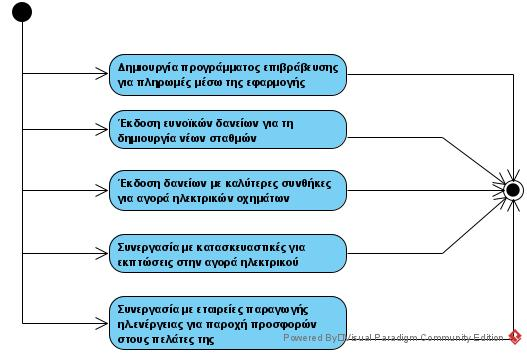 Δημιουργία προγράμματος επιβράβευσης
για πληρωμές μέσω της εφαρμογής
Έκδοση ευνοϊκών δανείων για τη
δημιουργία νέων σταθμών
Έκδοση δανείων με καλύτερες συνθήκες
για αγορά ηλεκτρικών οχημάτων
Συνεργασία με κατασκευαστικές για
εκπτώσεις στην αγορά ηλεκτρικού
Συνεργασία με εταιρείες παραγωγής
ηλ.ενέργειας για παροχή προσφορών
στους πελάτες της
Powered By Visual Paradigm Community Edition